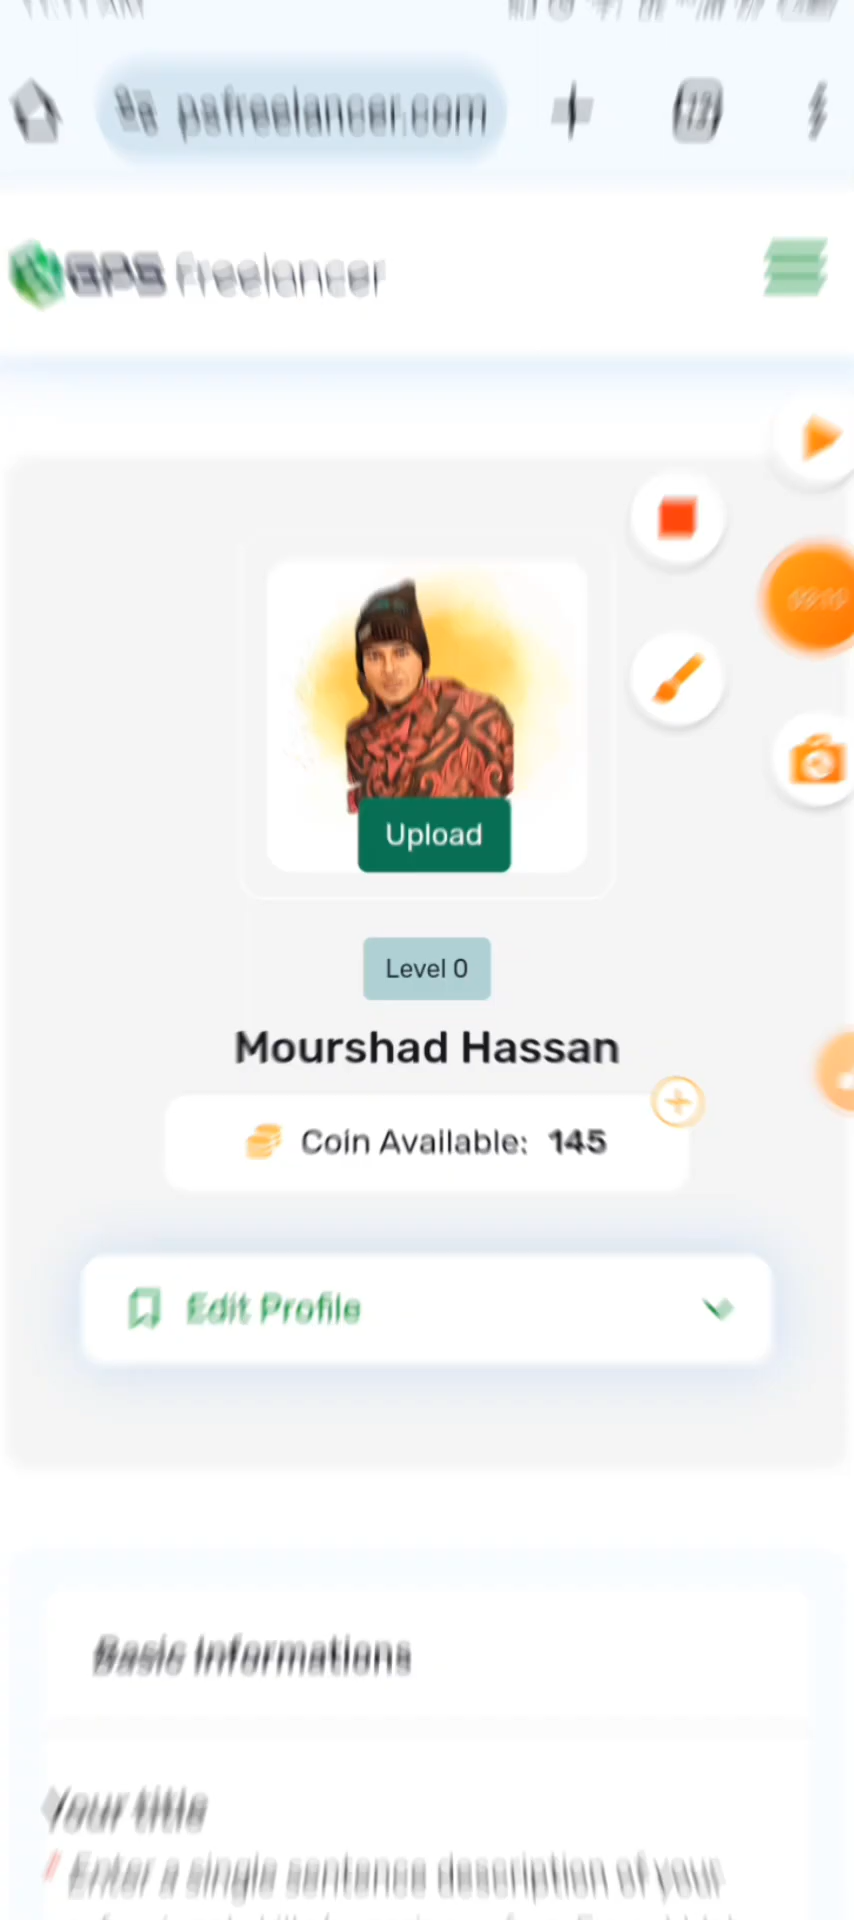 psfreelancer.com
GPS freelancer
Upload
Level 0
Mourshad Hassan
Coin Available: 145
Edit Profile
Basic Informations
Your title
Enter a single sentence description of your